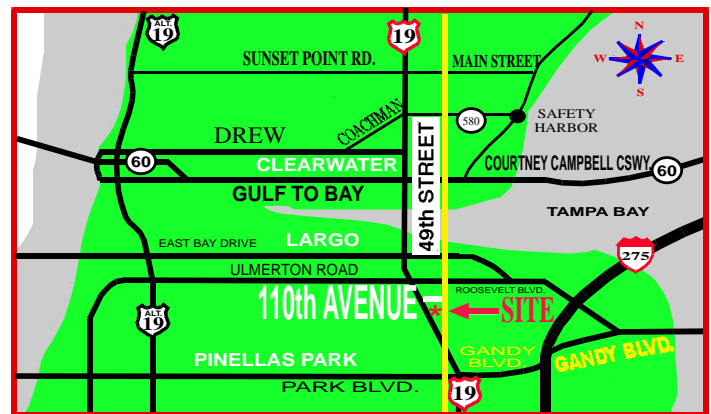 ALT.
19
19
N
W
E
S
SUNSET POINT RD.
MAIN STREET
COACHMAN
580
SAFETY
HARBOR
DREW
49th STREET
60
CLEARWATER
COURTNEY CAMPBELL CSWY.
60
GULF TO BAY
TAMPA BAY
EAST BAY DRIVE
LARGO
275
ULMERTON ROAD
ROOSEVELT BLVD.
110th AVENUE
*
SITE
ALT.
19
PINELLAS PARK
GANDY
BLVD.
GANDY BLVD.
PARK BLVD.
19